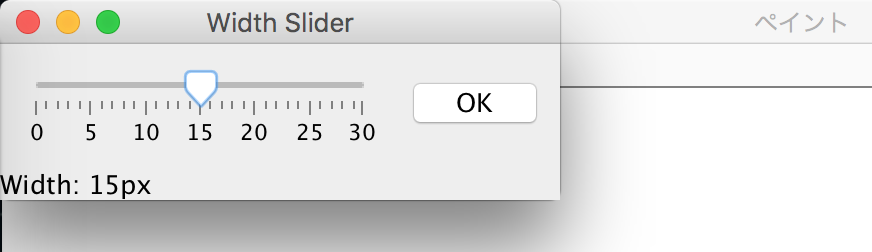 Width Slider
ペイント
OK
0 5 10 15 20 25 30
Width: 15px